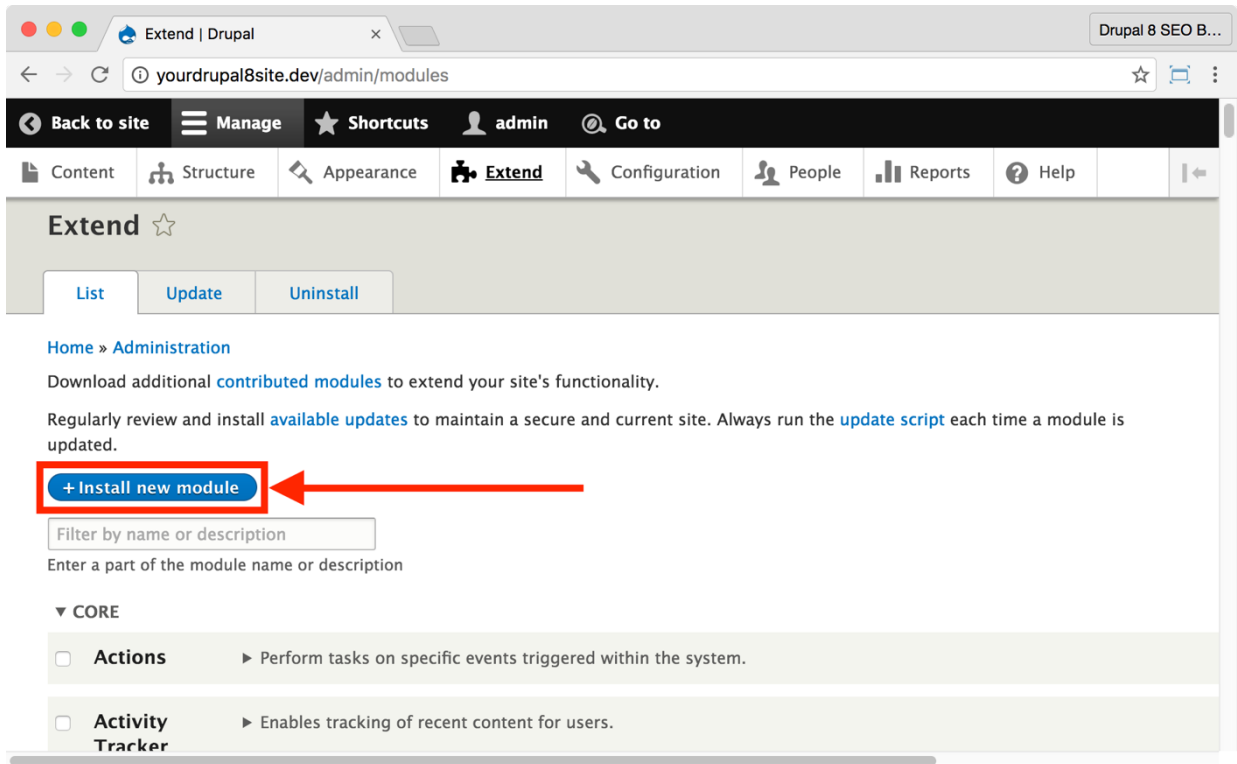 Extend | Drupal
Drupal 8 SEO B...
yourdrupal8site.dev/admin/modules
Back to site Manage Shortcuts admin Go to
Content Structure Appearance Extend Configuration People Reports Help
Extend
List Update Uninstall
Home » Administration
Download additional contributed modules to extend your site's functionality.
Regularly review and install available updates to maintain a secure and current site. Always run the update script each time a module is
updated.
+ Install new module
Filter by name or description
Enter a part of the module name or description
▼ CORE
Actions ▶ Perform tasks on specific events triggered within the system.
Activity ▶ Enables tracking of recent content for users.
Tracker